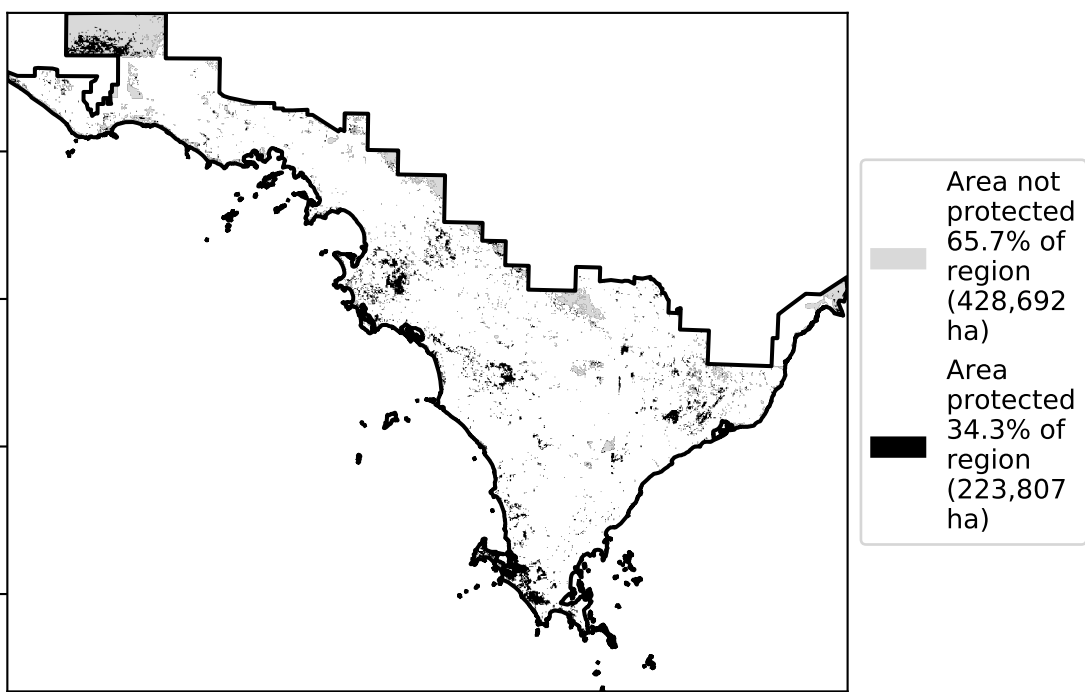 Area not
protected
65.7% of
region
(428,692
ha)
Area
protected
34.3% of
region
(223,807
ha)